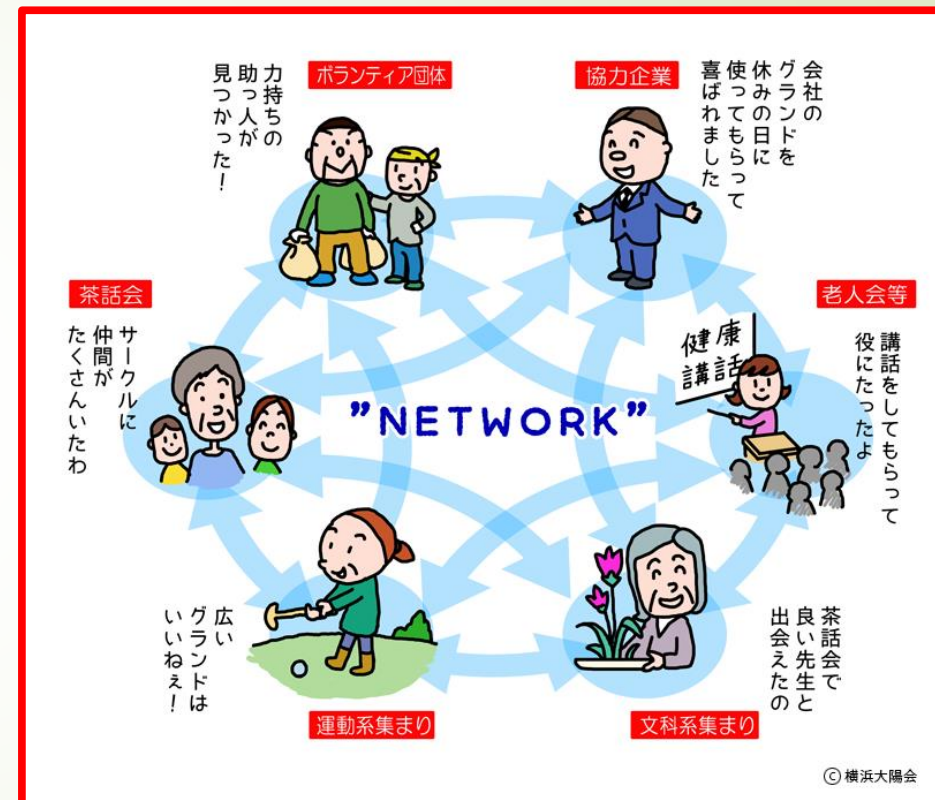 ボランティア団体
力持ちの
助っ人が
見つかった!
協力企業
会社の
グランドを
休みの日に
使ってもらって
喜ばれました
茶話会
サークルに
仲間が
たくさんいたわ
老人会等
健康
講話
講話をしてもらって
役にたったよ
"NETWORK"
広い
グランドは
いいねぇ!
運動系集まり
茶話会で
良い先生と
出会えたの
文科系集まり
Ⓒ横浜大陽会